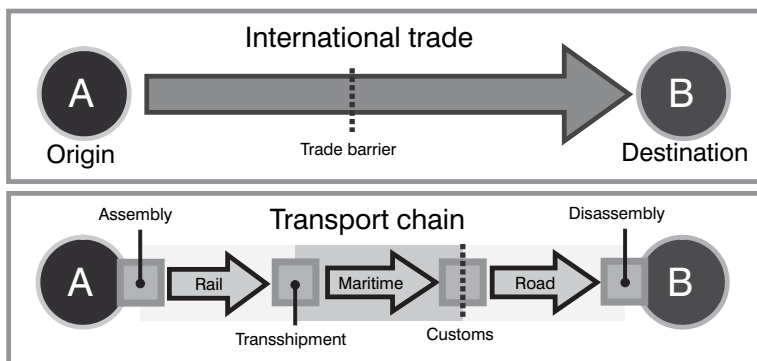 International trade
A
B
Origin
Trade barrier
Destination
Assembly
Transport chain
Disassembly
A
Rail
Maritime
Road
B
Transshipment
Customs